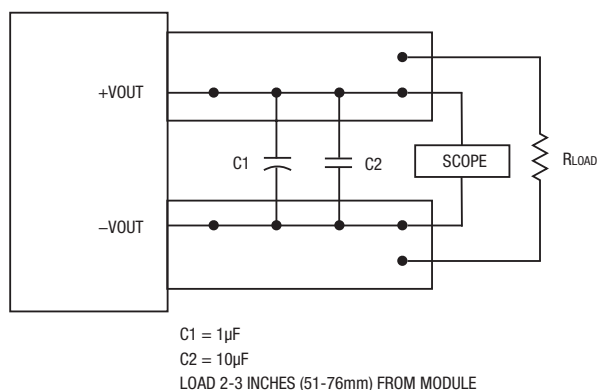 +VOUT
C1
C2
SCOPE
RLOAD
−VOUT
C1 = 1µF
C2 = 10µF
LOAD 2-3 INCHES (51-76mm) FROM MODULE